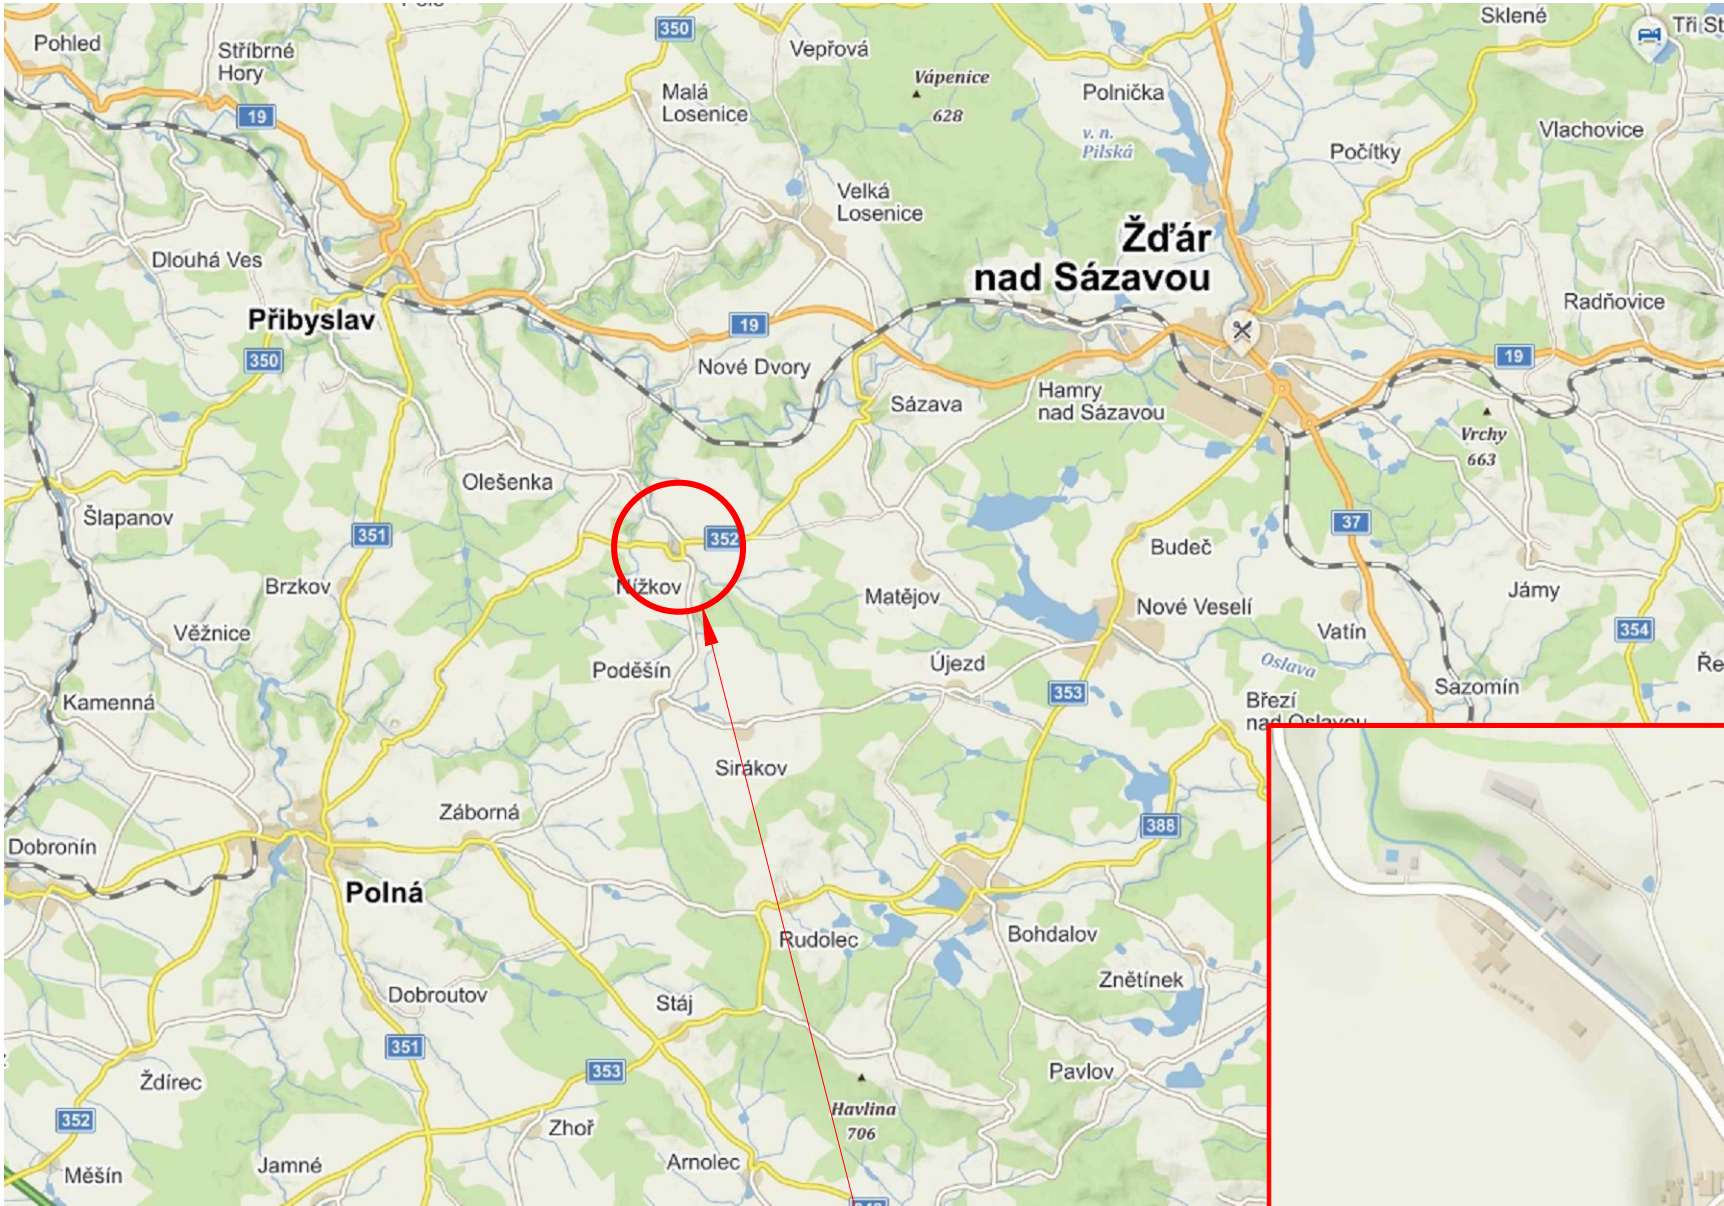 Sklené
Tři St
Pohled
350
Vepřová
Stříbrné
Hory
Vápenice
628
Malá
Losenice
Polnička
19
Vlachovice
v. n.
Pilská
Počítky
Velká
Losenice
Žďár
nad Sázavou
Dlouhá Ves
Radňovice
Přibyslav
19
350
Nové Dvory
19
Hamry
nad Sázavou
Sázava
Vrchy
663
Olešenka
Šlapanov
351
352
37
Budeč
Brzkov
Nížkov
Matějov
Nové Veselí
Jámy
Věžnice
Vatín
354
Poděšín
Újezd
Oslava
Ře
Kamenná
353
Sazomín
Březí
nad Oslavou
Sirákov
Záborná
388
Dobronín
Polná
Rudolec
Bohdalov
Znětínek
Dobroutov
Stáj
351
353
Pavlov
Ždírec
Havlina
706
352
Zhoř
Jamné
Arnolec
Měšín